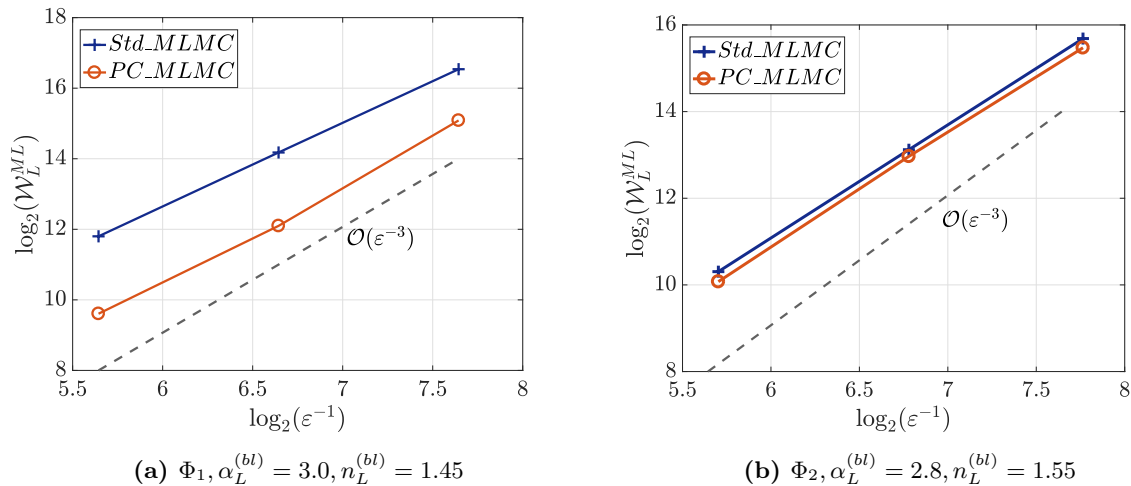 18
16
14
12
10
8
5.5 6 6.5 7 7.5 8
log₂(𝒲_L^{ML})
log₂(ε⁻¹)
Std_MLMC
PC_MLMC
𝒪(ε⁻³)
(a) Φ₁, α_L^{(bl)} = 3.0, n_L^{(bl)} = 1.45
16
14
12
10
8
5.5 6 6.5 7 7.5 8
log₂(𝒲_L^{ML})
log₂(ε⁻¹)
Std_MLMC
PC_MLMC
𝒪(ε⁻³)
(b) Φ₂, α_L^{(bl)} = 2.8, n_L^{(bl)} = 1.55